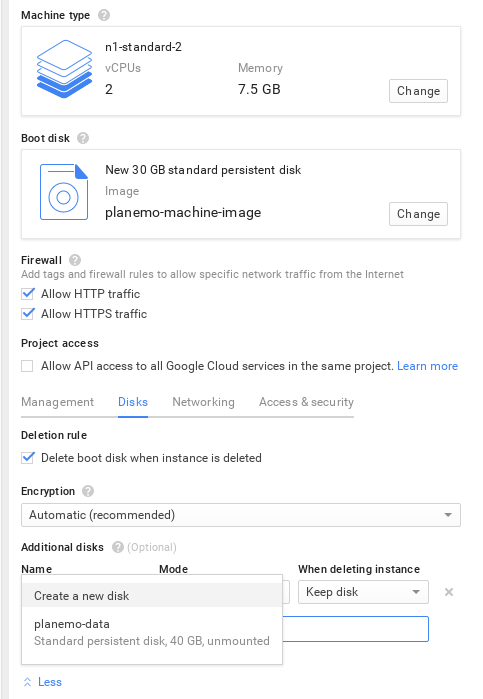 Machine type ?
n1-standard-2
vCPUs Memory
2 7.5 GB
Change
Boot disk ?
New 30 GB standard persistent disk
Image
planemo-machine-image
Change
Firewall ?
Add tags and firewall rules to allow specific network traffic from the Internet
Allow HTTP traffic
Allow HTTPS traffic
Project access
Allow API access to all Google Cloud services in the same project. Learn more
Management Disks Networking Access & security
Deletion rule
Delete boot disk when instance is deleted
Encryption ?
Automatic (recommended)
Additional disks ? (Optional)
Name Mode When deleting instance
Create a new disk
Keep disk
planemo-data
Standard persistent disk, 40 GB, unmounted
Less